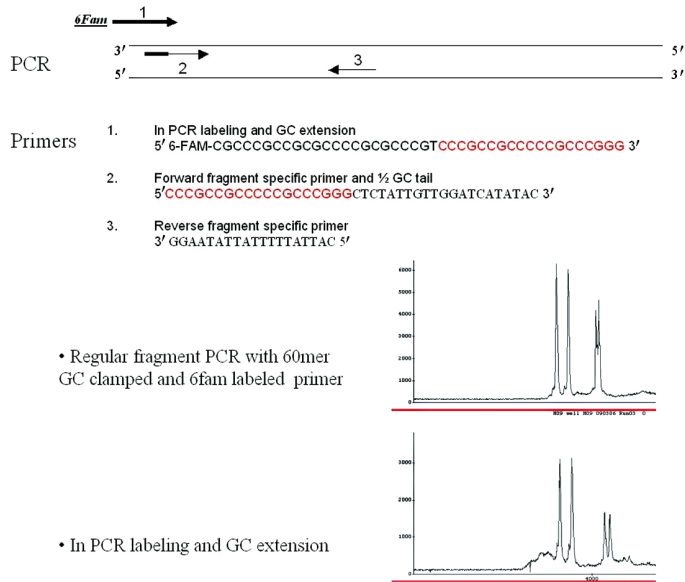 6Fam 1
3′ 5′
PCR
2 3
5′ 3′
Primers
1. In PCR labeling and GC extension
5′ 6-FAM-CGCCCGCCGCGCCCCGCGCCCGTCCCGCCGCCCCCGCCCGGG 3′
2. Forward fragment specific primer and ½ GC tail
5′CCCGCCGCCCCCGCCCGGGCTCTATTGTTGGATCATATAC 3′
3. Reverse fragment specific primer
3′ GGAATATTATTTTTATTAC 5′
6000
5000
4000
3000
2000
1000
0
• Regular fragment PCR with 60mer
GC clamped and 6fam labeled primer
3000
2000
1000
0
4000
• In PCR labeling and GC extension